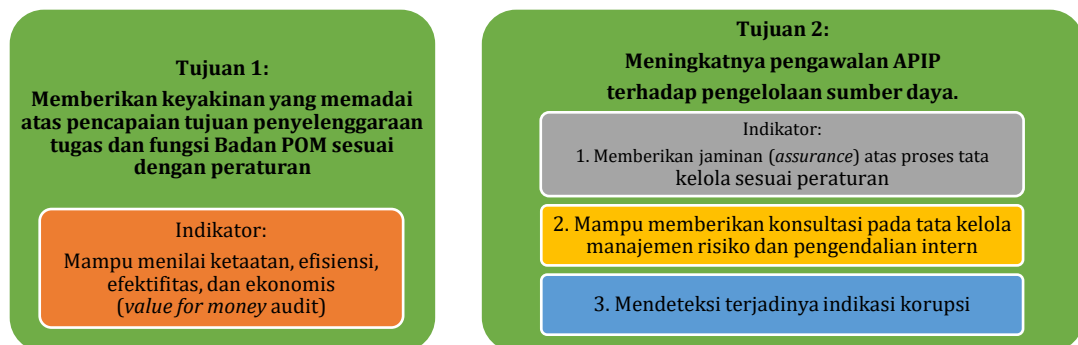 Tujuan 1:
Memberikan keyakinan yang memadai
atas pencapaian tujuan penyelenggaraan
tugas dan fungsi Badan POM sesuai
dengan peraturan
Indikator:
Mampu menilai ketaatan, efisiensi,
efektifitas, dan ekonomis
(value for money audit)
Tujuan 2:
Meningkatnya pengawalan APIP
terhadap pengelolaan sumber daya.
Indikator:
1. Memberikan jaminan (assurance) atas proses tata
kelola sesuai peraturan
2. Mampu memberikan konsultasi pada tata kelola
manajemen risiko dan pengendalian intern
3. Mendeteksi terjadinya indikasi korupsi